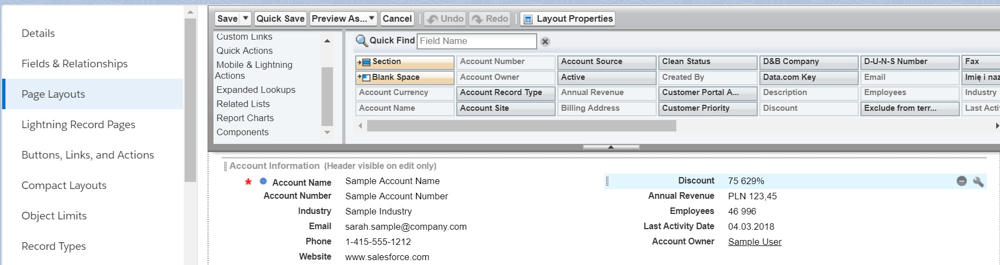 Details
Fields & Relationships
Page Layouts
Lightning Record Pages
Buttons, Links, and Actions
Compact Layouts
Object Limits
Record Types
Save Quick Save Preview As... Cancel Undo Redo Layout Properties
Custom Links
Quick Actions
Mobile & Lightning
Actions
Expanded Lookups
Related Lists
Report Charts
Components
Quick Find Field Name
Section Account Number Account Source Clean Status D&B Company D-U-N-S Number Fax
Blank Space Account Owner Active Created By Data.com Key Email Imię i naz
Account Currency Account Record Type Annual Revenue Customer Portal A... Description Employees Industry
Account Name Account Site Billing Address Customer Priority Discount Exclude from terr... Last Activ
Account Information (Header visible on edit only)
* Account Name Sample Account Name Discount 75 629%
Account Number Sample Account Number Annual Revenue PLN 123,45
Industry Sample Industry Employees 46 996
Email sarah.sample@company.com Last Activity Date 04.03.2018
Phone 1-415-555-1212 Account Owner Sample User
Website www.salesforce.com